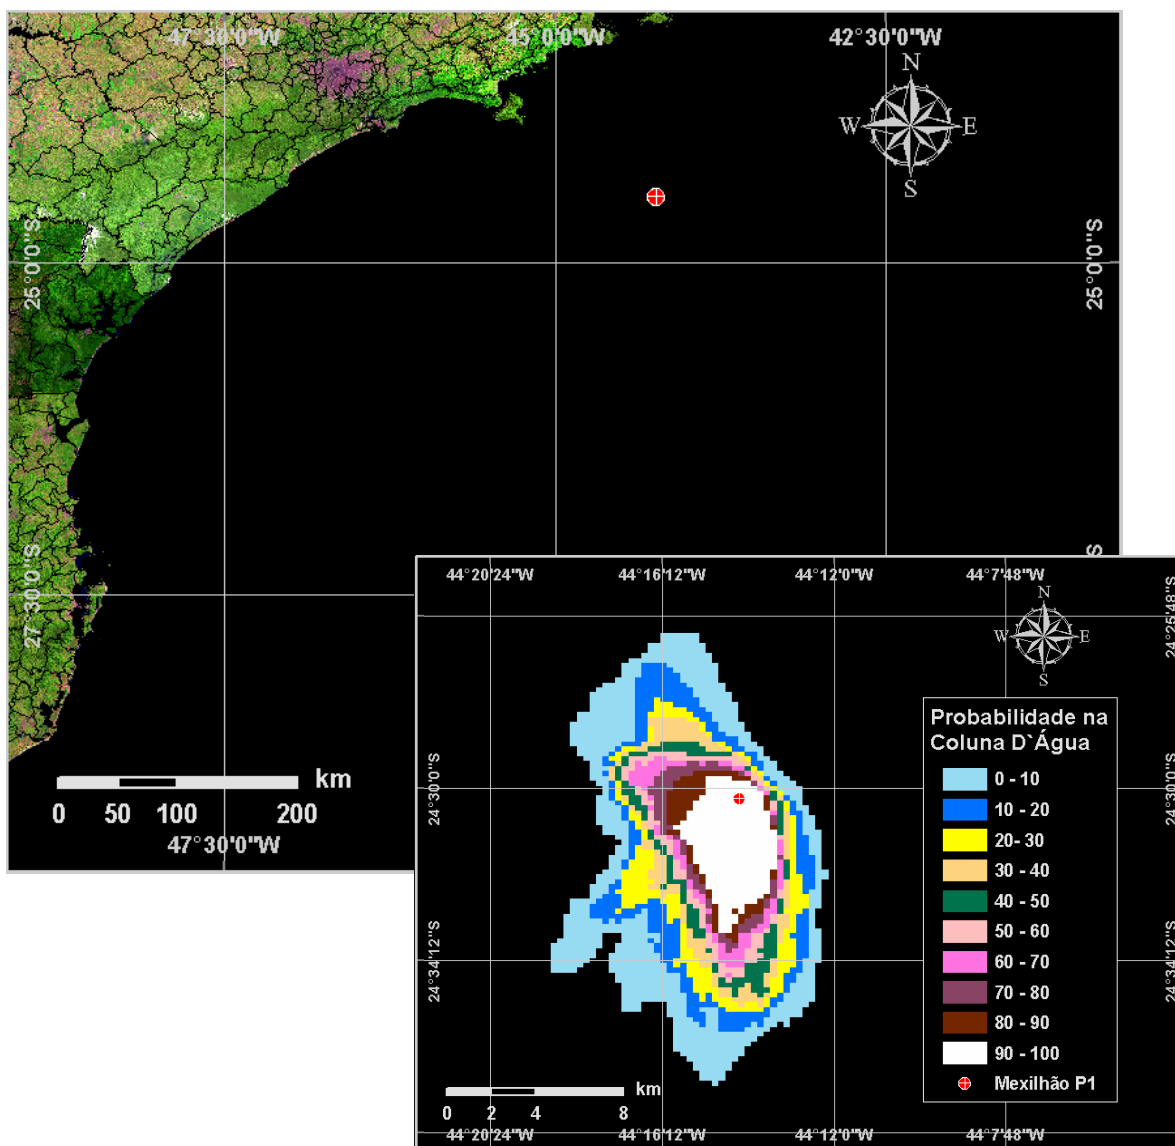 47°30'0"W
45°0'0"W
42°30'0"W
N
W
E
S
25°0'0"S
25°0'0"S
27°30'0"S
S
km
0
50
100
200
47°30'0"W
44°20'24"W
44°16'12"W
44°12'0"W
44°7'48"W
N
W
E
S
24°25'48"S
24°30'0"S
24°30'0"S
24°34'12"S
24°34'12"S
Probabilidade na
Coluna D`Água
0 - 10
10 - 20
20- 30
30 - 40
40 - 50
50 - 60
60 - 70
70 - 80
80 - 90
90 - 100
Mexilhão P1
km
0
2
4
8
44°20'24"W
44°16'12"W
44°12'0"W
44°7'48"W